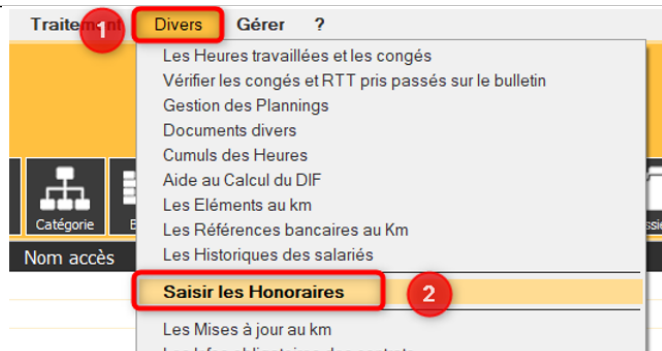 Traitement Divers Gérer ?
1
Les Heures travaillées et les congés
Vérifier les congés et RTT pris passés sur le bulletin
Gestion des Plannings
Documents divers
Cumuls des Heures
Aide au Calcul du DIF
Les Eléments au km
Catégorie
Les Références bancaires au Km
Les Historiques des salariés
Nom accès
Saisir les Honoraires 2
Les Mises à jour au km